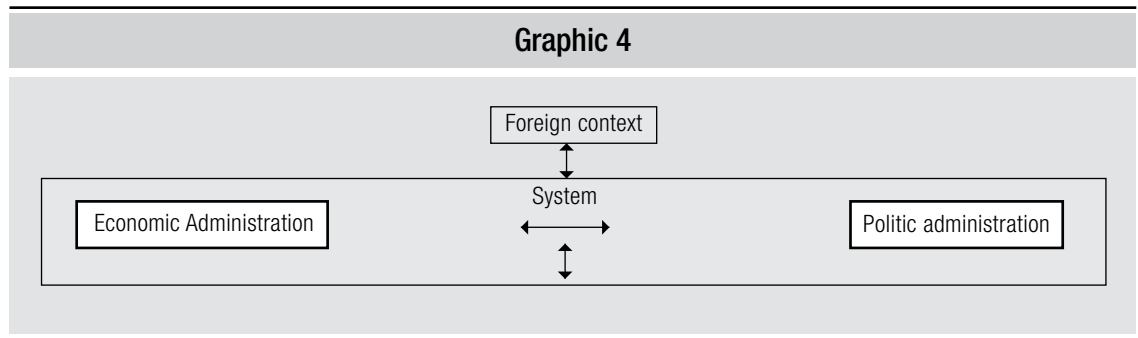 Graphic 4
Foreign context
System
Economic Administration
Politic administration